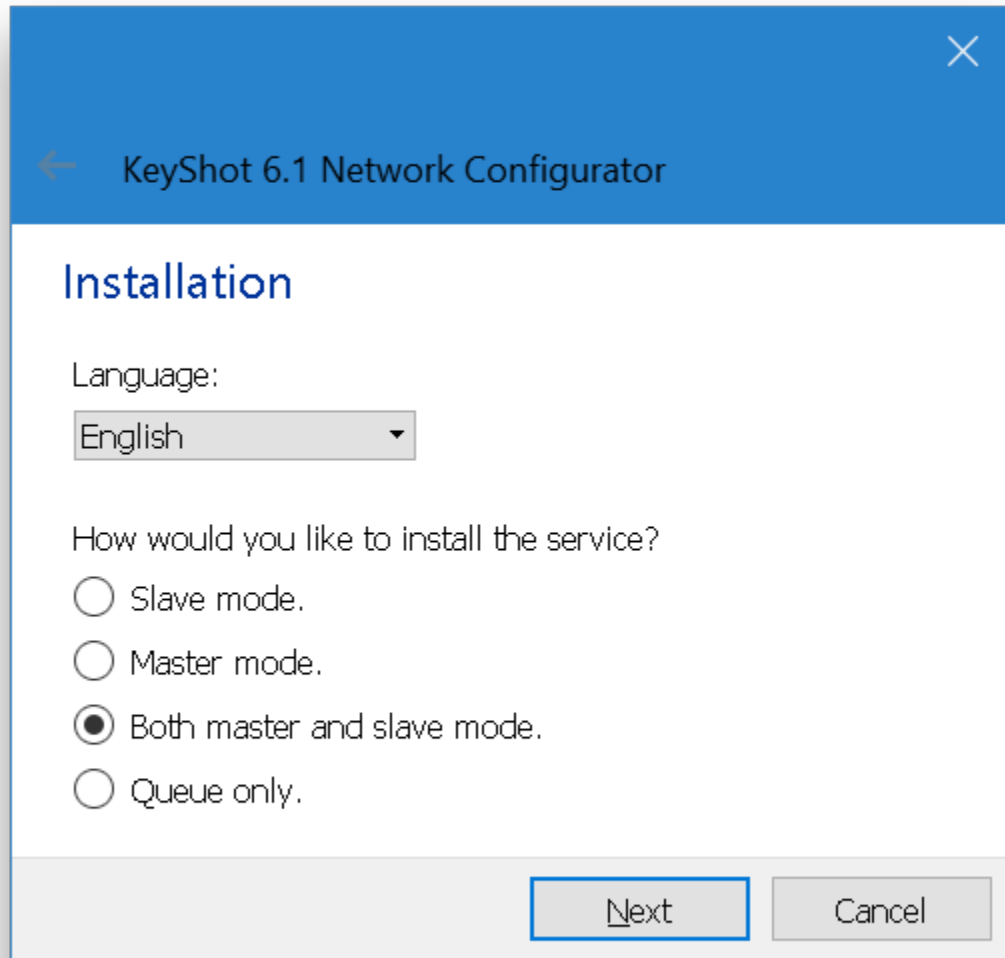 KeyShot 6.1 Network Configurator
Installation
Language:
English
How would you like to install the service?
Slave mode.
Master mode.
Both master and slave mode.
Queue only.
Next Cancel